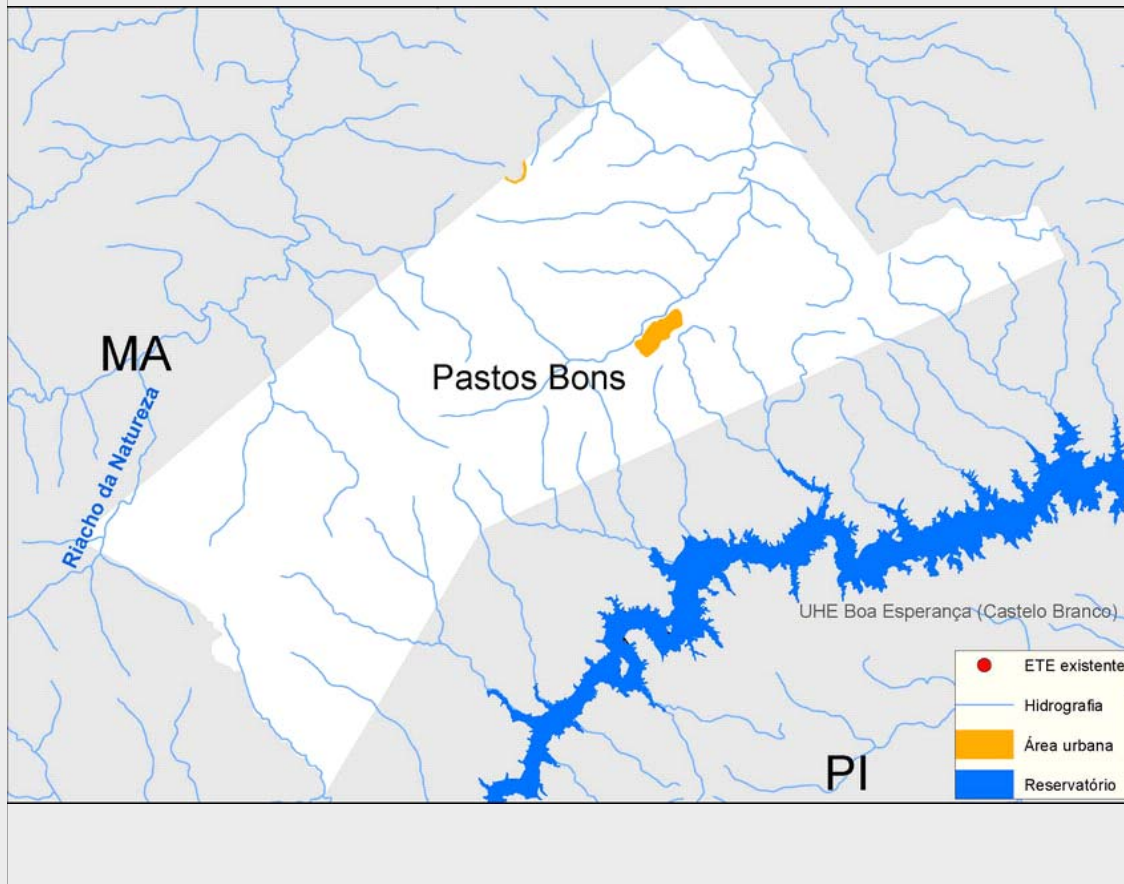 MA
Pastos Bons
Riacho da Natureza
UHE Boa Esperança (Castelo Branco)
PI
ETE existente
Hidrografia
Área urbana
Reservatório